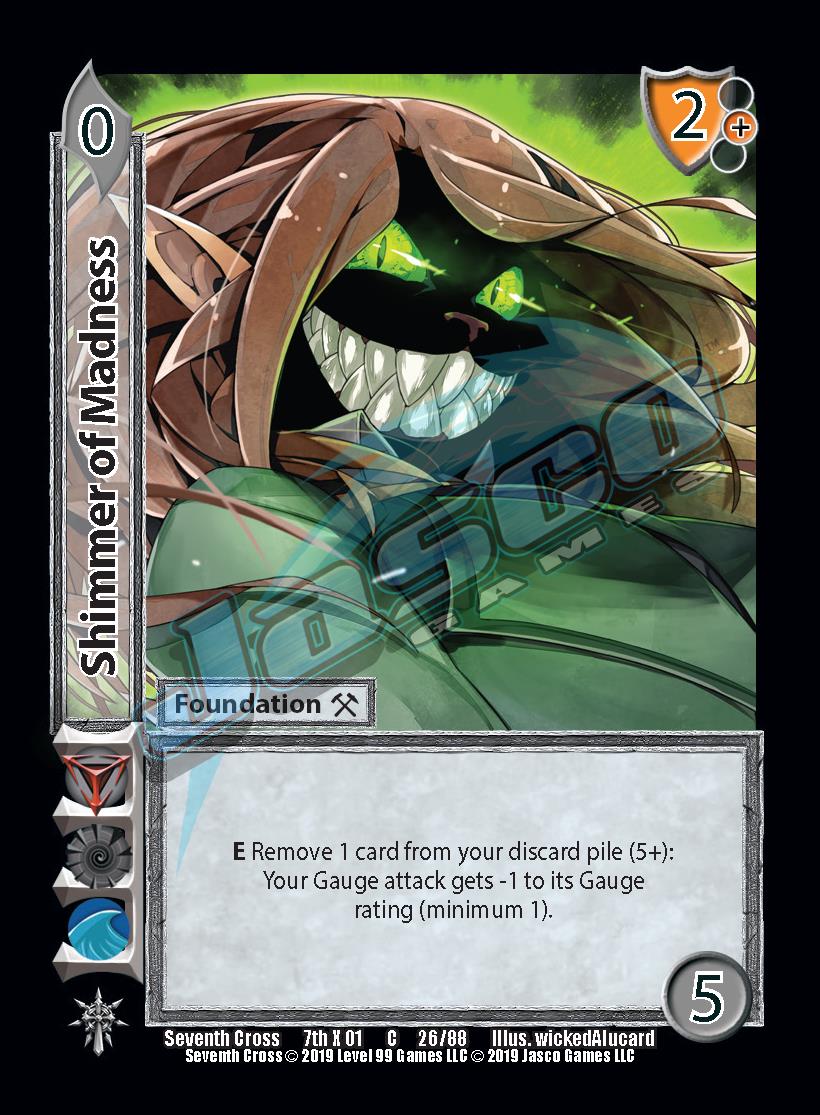 0
2
+
Shimmer of Madness
JASCO
GAMES
TM
Foundation
E Remove 1 card from your discard pile (5+):
Your Gauge attack gets -1 to its Gauge
rating (minimum 1).
5
Seventh Cross 7th X 01 C 26/88 Illus. wickedAlucard
Seventh Cross © 2019 Level 99 Games LLC © 2019 Jasco Games LLC